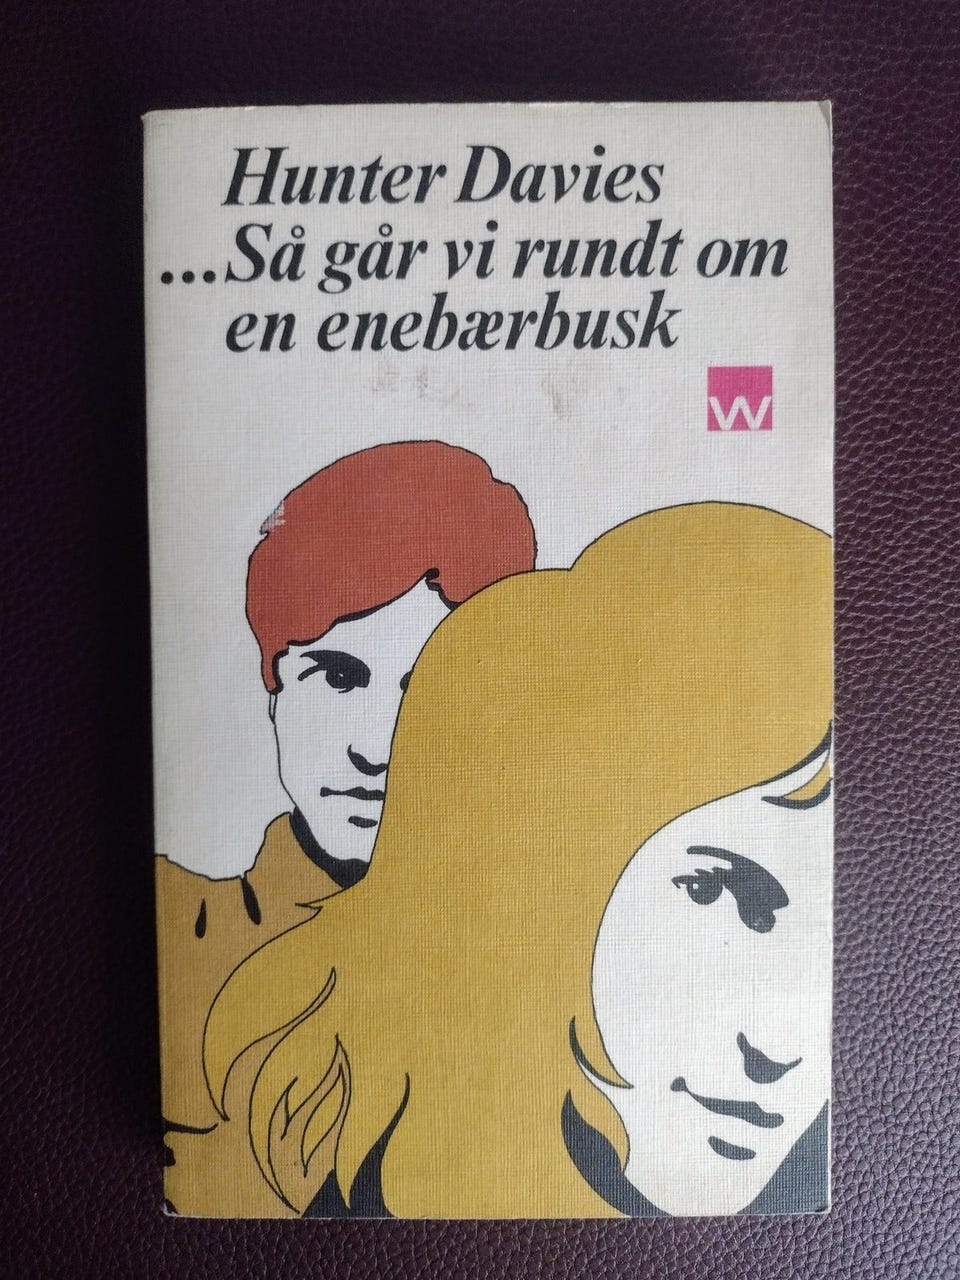 Hunter Davies
...Så går vi rundt om
en enebærbusk
W